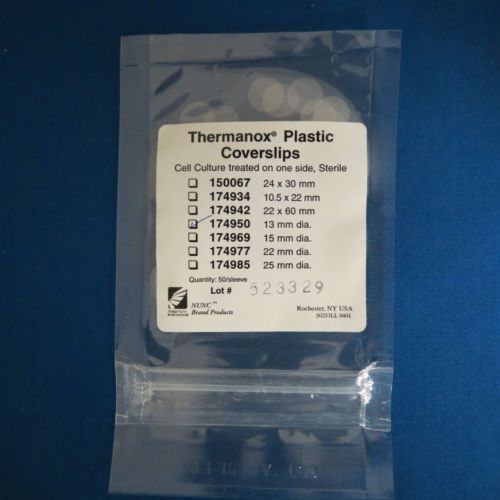 Thermanox® Plastic
Coverslips
Cell Culture treated on one side, Sterile
150067 24 x 30 mm
174934 10.5 x 22 mm
174942 22 x 60 mm
174950 13 mm dia.
174969 15 mm dia.
174977 22 mm dia.
174985 25 mm dia.
Quantity: 50/sleeve
Lot # 523329
NUNC™
Brand Products
Rochester, NY USA
50253LL 0401